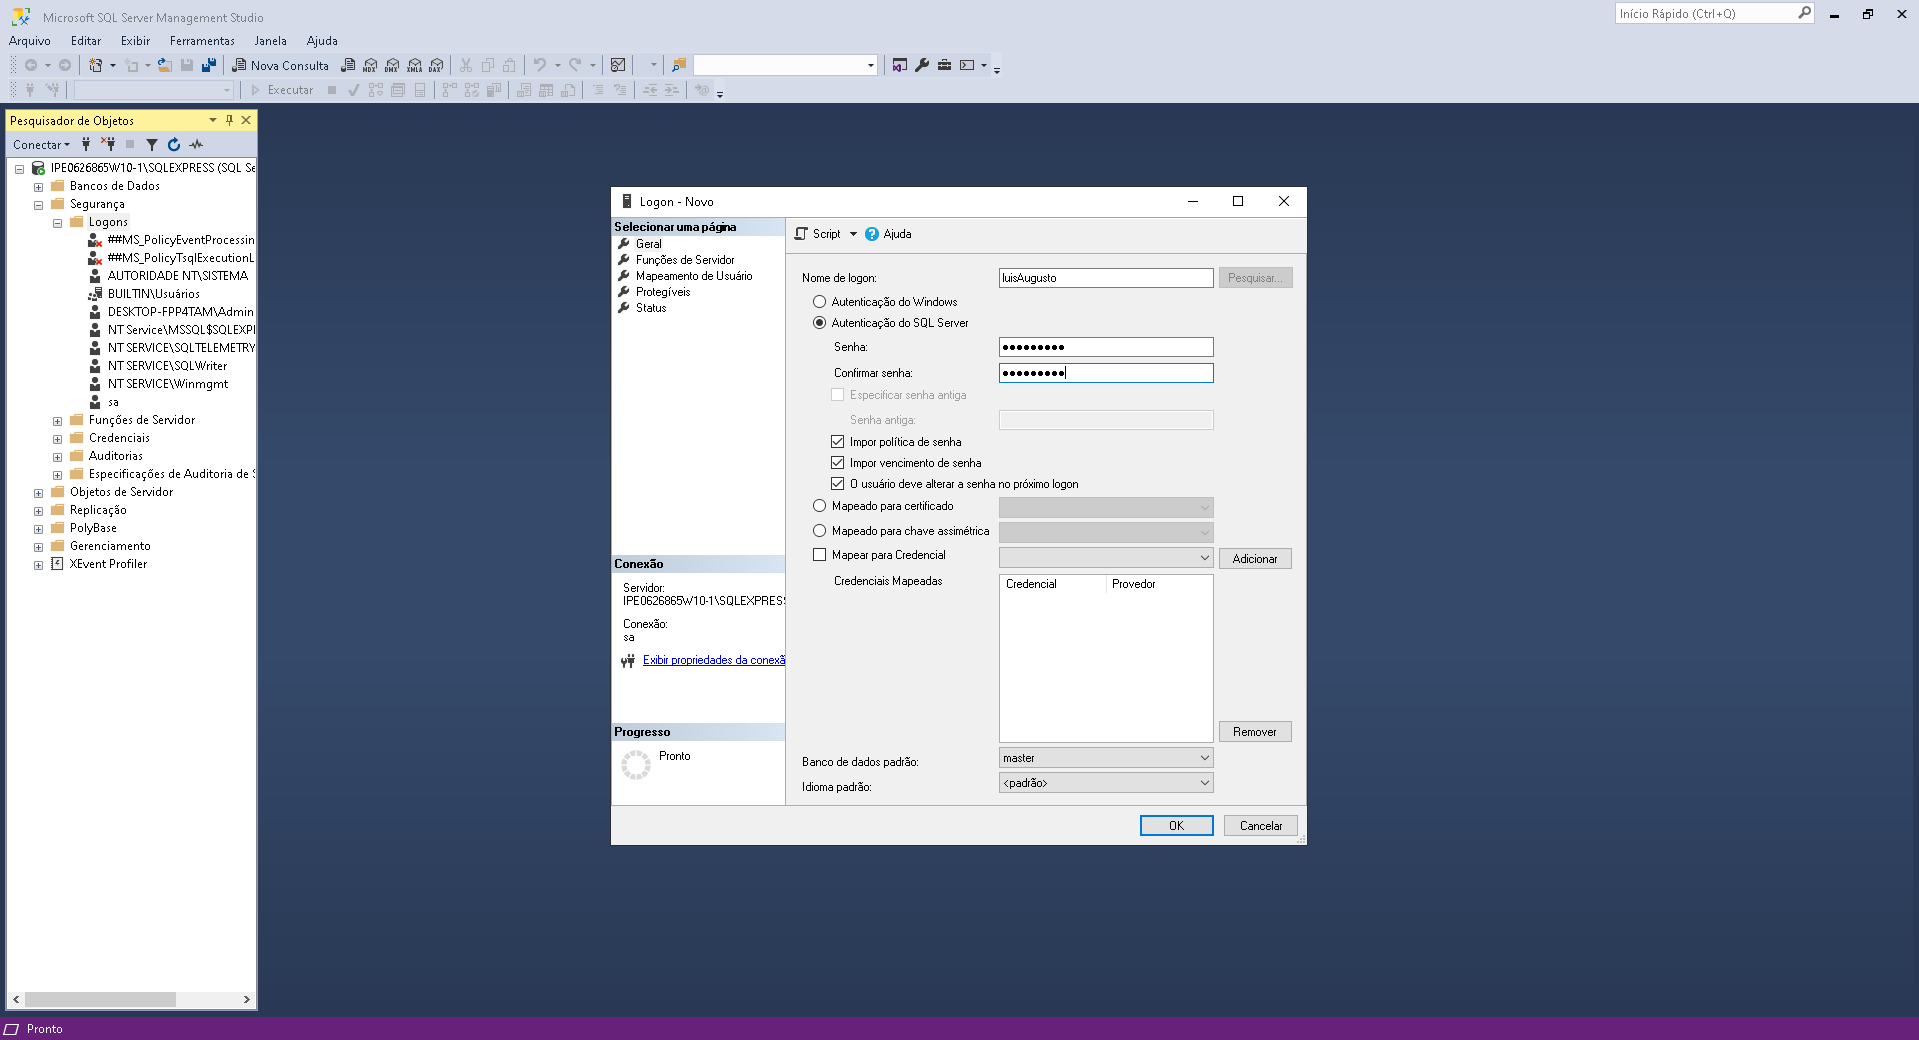 Microsoft SQL Server Management Studio
Início Rápido (Ctrl+Q)
Arquivo Editar Exibir Ferramentas Janela Ajuda
Nova Consulta MDX DMX XMLA DAX
Executar
Pesquisador de Objetos
Conectar
IPE0626865W10-1\SQLEXPRESS (SQL Se
Bancos de Dados
Segurança
Logons
##MS_PolicyEventProcessin
##MS_PolicyTsqlExecutionL
AUTORIDADE NT\SISTEMA
BUILTIN\Usuários
DESKTOP-FPP4TAM\Admin
NT Service\MSSQL$SQLEXPI
NT SERVICE\SQLTELEMETRY
NT SERVICE\SQLWriter
NT SERVICE\Winmgmt
sa
Funções de Servidor
Credenciais
Auditorias
Especificações de Auditoria de S
Objetos de Servidor
Replicação
PolyBase
Gerenciamento
XEvent Profiler
Logon - Novo
Selecionar uma página
Geral
Funções de Servidor
Mapeamento de Usuário
Protegíveis
Status
Conexão
Servidor:
IPE0626865W10-1\SQLEXPRESS
Conexão:
sa
Exibir propriedades da conexã
Progresso
Pronto
Script Ajuda
Nome de logon: luisAugusto Pesquisar...
Autenticação do Windows
Autenticação do SQL Server
Senha: ●●●●●●●●●
Confirmar senha: ●●●●●●●●●
Especificar senha antiga
Senha antiga:
Impor política de senha
Impor vencimento de senha
O usuário deve alterar a senha no próximo logon
Mapeado para certificado
Mapeado para chave assimétrica
Mapear para Credencial Adicionar
Credenciais Mapeadas Credencial Provedor
Remover
Banco de dados padrão: master
Idioma padrão: <padrão>
OK Cancelar
Pronto